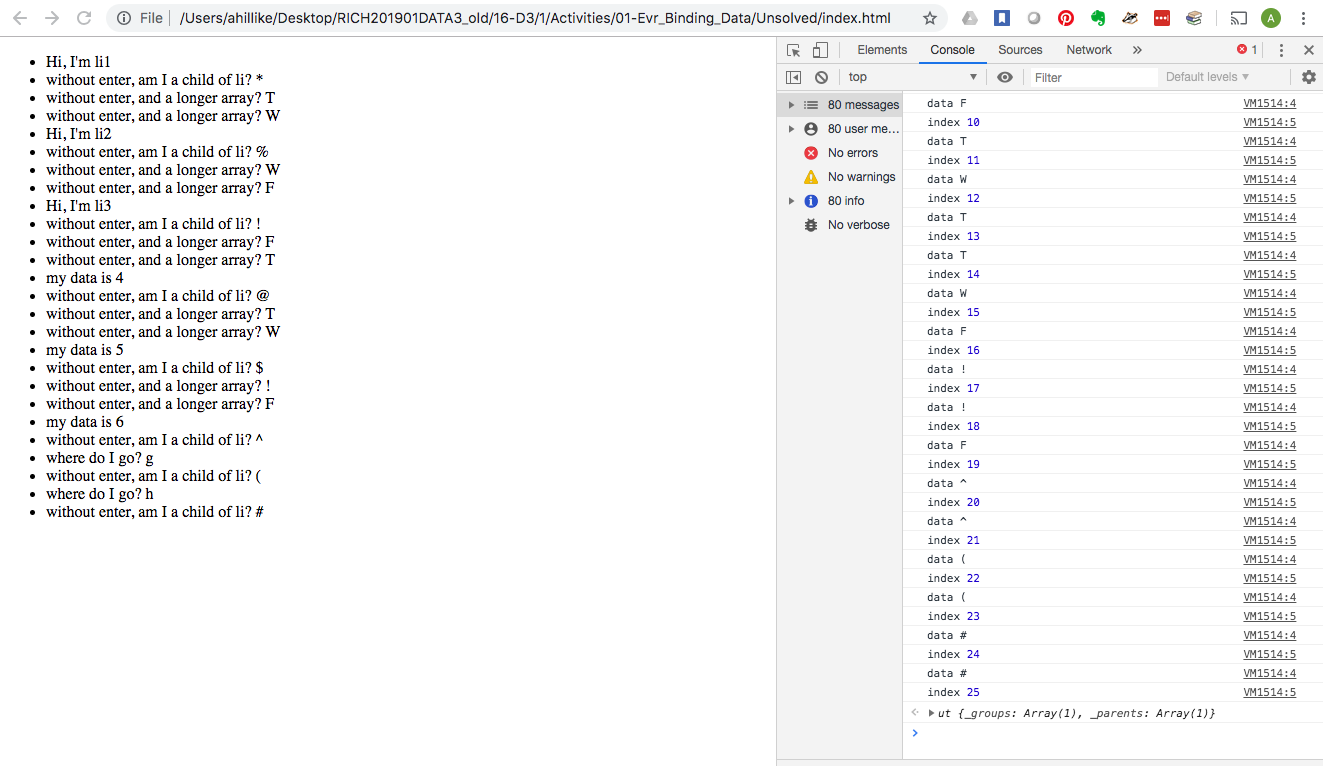 File | /Users/ahillike/Desktop/RICH201901DATA3_old/16-D3/1/Activities/01-Evr_Binding_Data/Unsolved/index.html
A
Hi, I'm li1
without enter, am I a child of li? *
without enter, and a longer array? T
without enter, and a longer array? W
Hi, I'm li2
without enter, am I a child of li? %
without enter, and a longer array? W
without enter, and a longer array? F
Hi, I'm li3
without enter, am I a child of li? !
without enter, and a longer array? F
without enter, and a longer array? T
my data is 4
without enter, am I a child of li? @
without enter, and a longer array? T
without enter, and a longer array? W
my data is 5
without enter, am I a child of li? $
without enter, and a longer array? !
without enter, and a longer array? F
my data is 6
without enter, am I a child of li? ^
where do I go? g
without enter, am I a child of li? (
where do I go? h
without enter, am I a child of li? #
Elements Console Sources Network » 1
top Filter Default levels
80 messages
80 user me...
No errors
No warnings
80 info
No verbose
data F VM1514:4
index 10 VM1514:5
data T VM1514:4
index 11 VM1514:5
data W VM1514:4
index 12 VM1514:5
data T VM1514:4
index 13 VM1514:5
data T VM1514:4
index 14 VM1514:5
data W VM1514:4
index 15 VM1514:5
data F VM1514:4
index 16 VM1514:5
data ! VM1514:4
index 17 VM1514:5
data ! VM1514:4
index 18 VM1514:5
data F VM1514:4
index 19 VM1514:5
data ^ VM1514:4
index 20 VM1514:5
data ^ VM1514:4
index 21 VM1514:5
data ( VM1514:4
index 22 VM1514:5
data ( VM1514:4
index 23 VM1514:5
data # VM1514:4
index 24 VM1514:5
data # VM1514:4
index 25 VM1514:5
ut {_groups: Array(1), _parents: Array(1)}